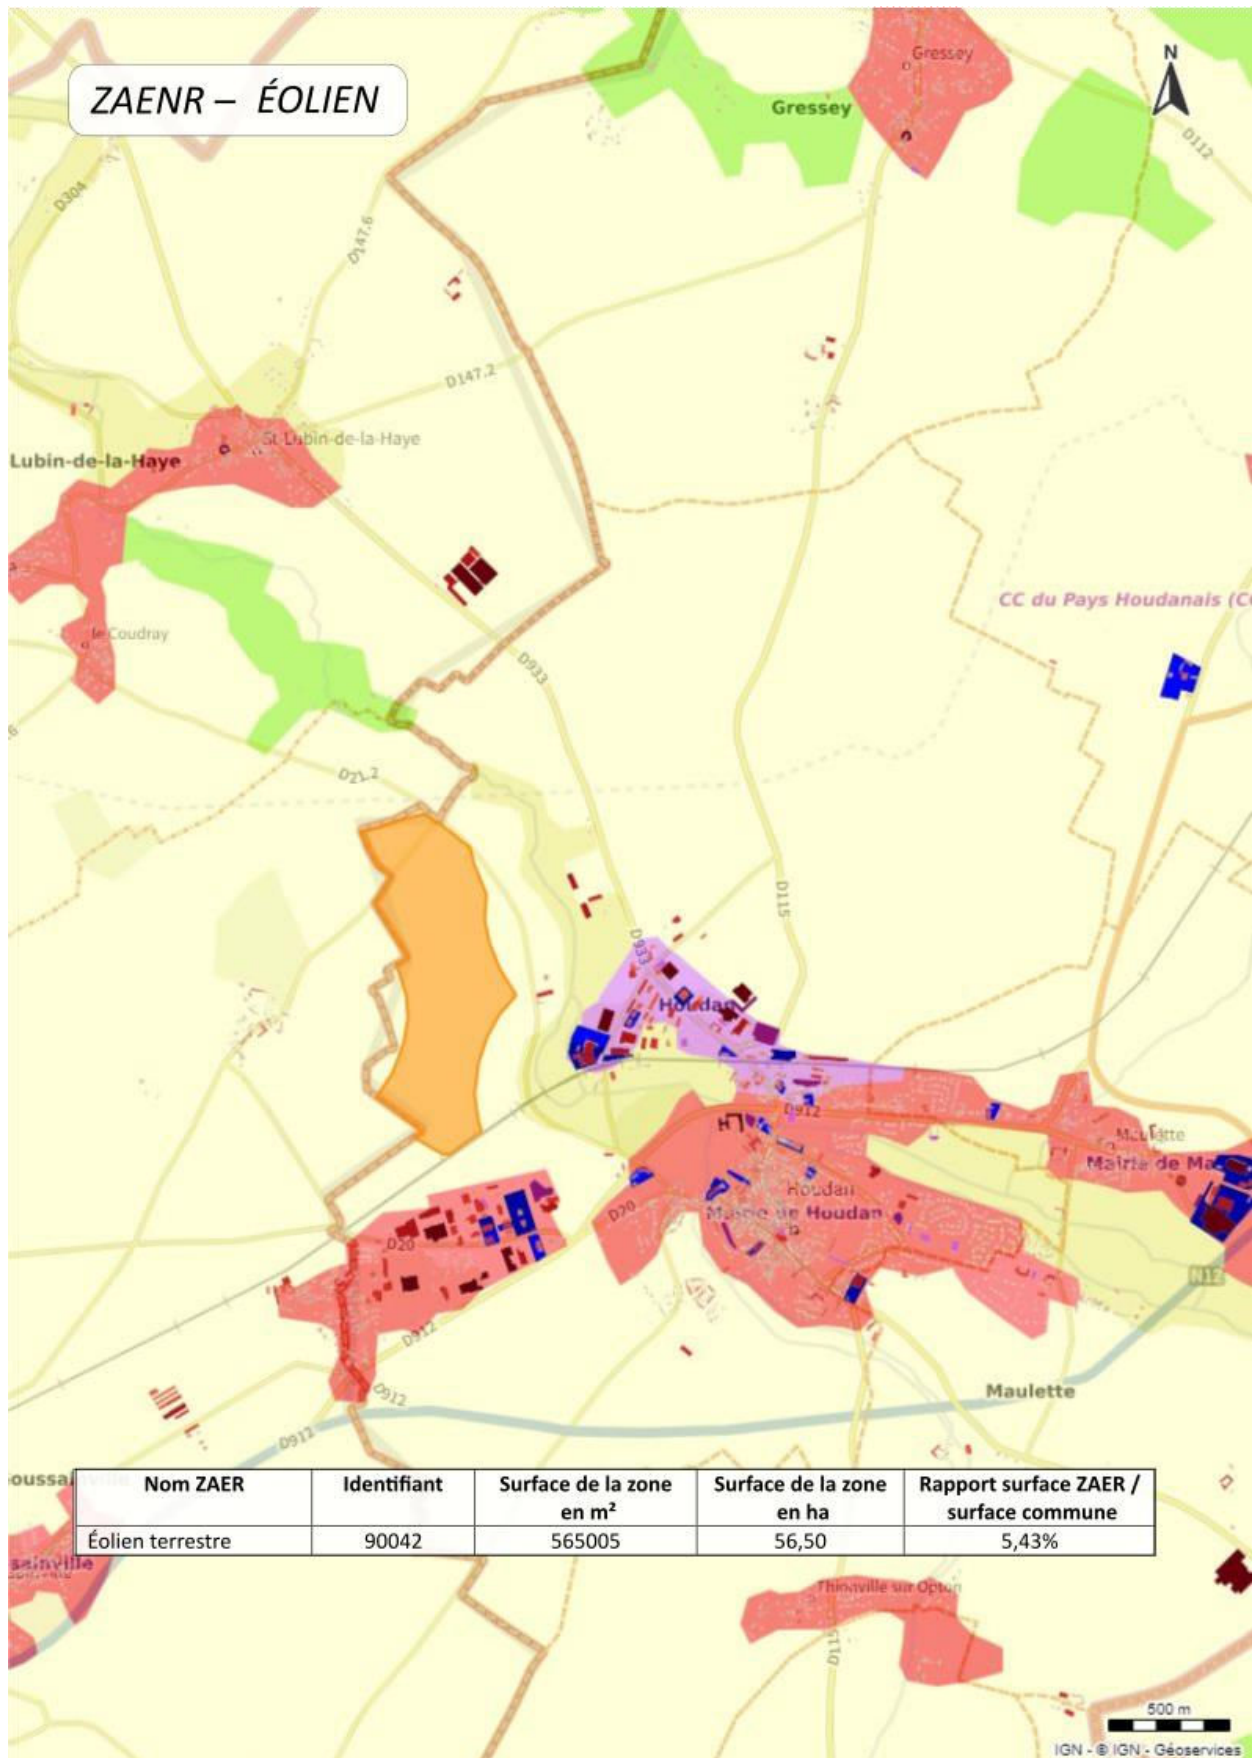 ZAENR – ÉOLIEN
N
Gressey
Gressey
D112
D304
D147.6
D147.2
St-Lubin-de-la-Haye
Lubin-de-la-Haye
le Coudray
CC du Pays Houdanais (C
D933
D21.2
D115
D933
Houdan
D912
Maulette
Mairie de Ma
Houdan
Mairie de Houdan
D20
D20
N12
D912
D912
Maulette
D912
Nom ZAER Identifiant Surface de la zone en m² Surface de la zone en ha Rapport surface ZAER / surface commune
Éolien terrestre 90042 565005 56,50 5,43%
sainville
Thionville sur Opton
D115
500 m
IGN - © IGN - Géoservices